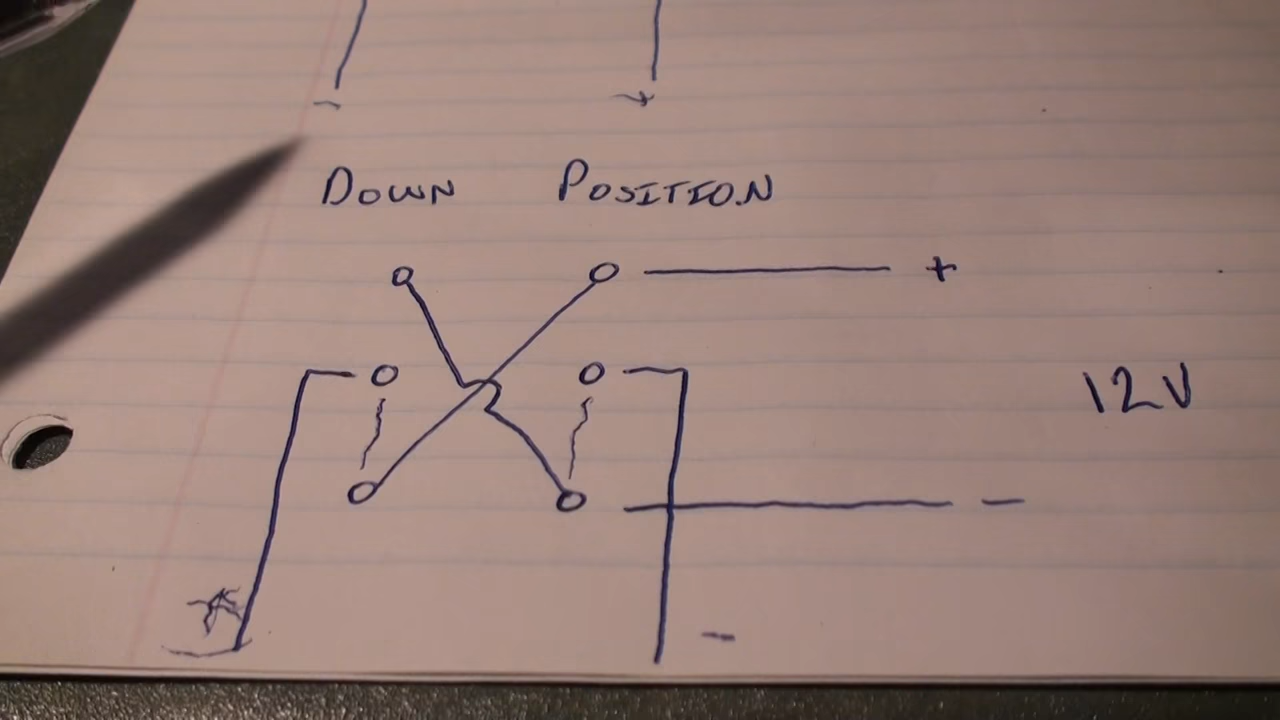 - +
DOWN POSITION
+
12V
-
-